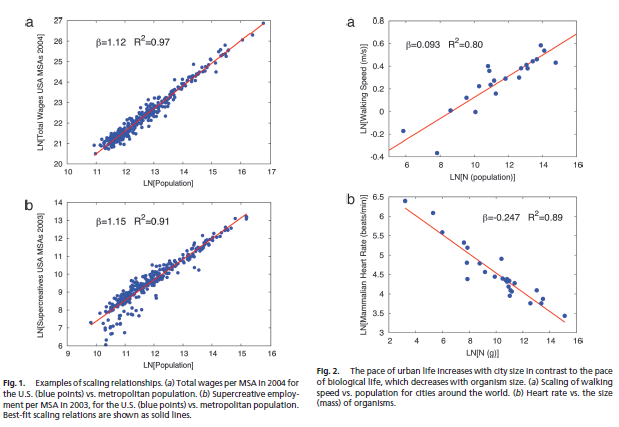 a
27
26
25
24
23
22
21
20
LN[Total Wages USA MSAs 2004]
β=1.12 R²=0.97
10 11 12 13 14 15 16 17
LN[Population]
b
14
13
12
11
10
9
8
7
6
LN[Supercreatives USA MSAs 2003]
β=1.15 R²=0.91
9 10 11 12 13 14 15 16
LN[Population]
Fig. 1. Examples of scaling relationships. (a) Total wages per MSA in 2004 for
the U.S. (blue points) vs. metropolitan population. (b) Supercreative employ-
ment per MSA in 2003, for the U.S. (blue points) vs. metropolitan population.
Best-fit scaling relations are shown as solid lines.
a
0.8
0.6
0.4
0.2
0
-0.2
-0.4
LN[Walking Speed (m/s)]
β=0.093 R²=0.80
6 8 10 12 14 16
LN[N (population)]
b
6.5
6
5.5
5
4.5
4
3.5
3
LN[Mammalian Heart Rate (beats/min)]
β=-0.247 R²=0.89
2 4 6 8 10 12 14 16
LN[N (g)]
Fig. 2. The pace of urban life increases with city size in contrast to the pace
of biological life, which decreases with organism size. (a) Scaling of walking
speed vs. population for cities around the world. (b) Heart rate vs. the size
(mass) of organisms.